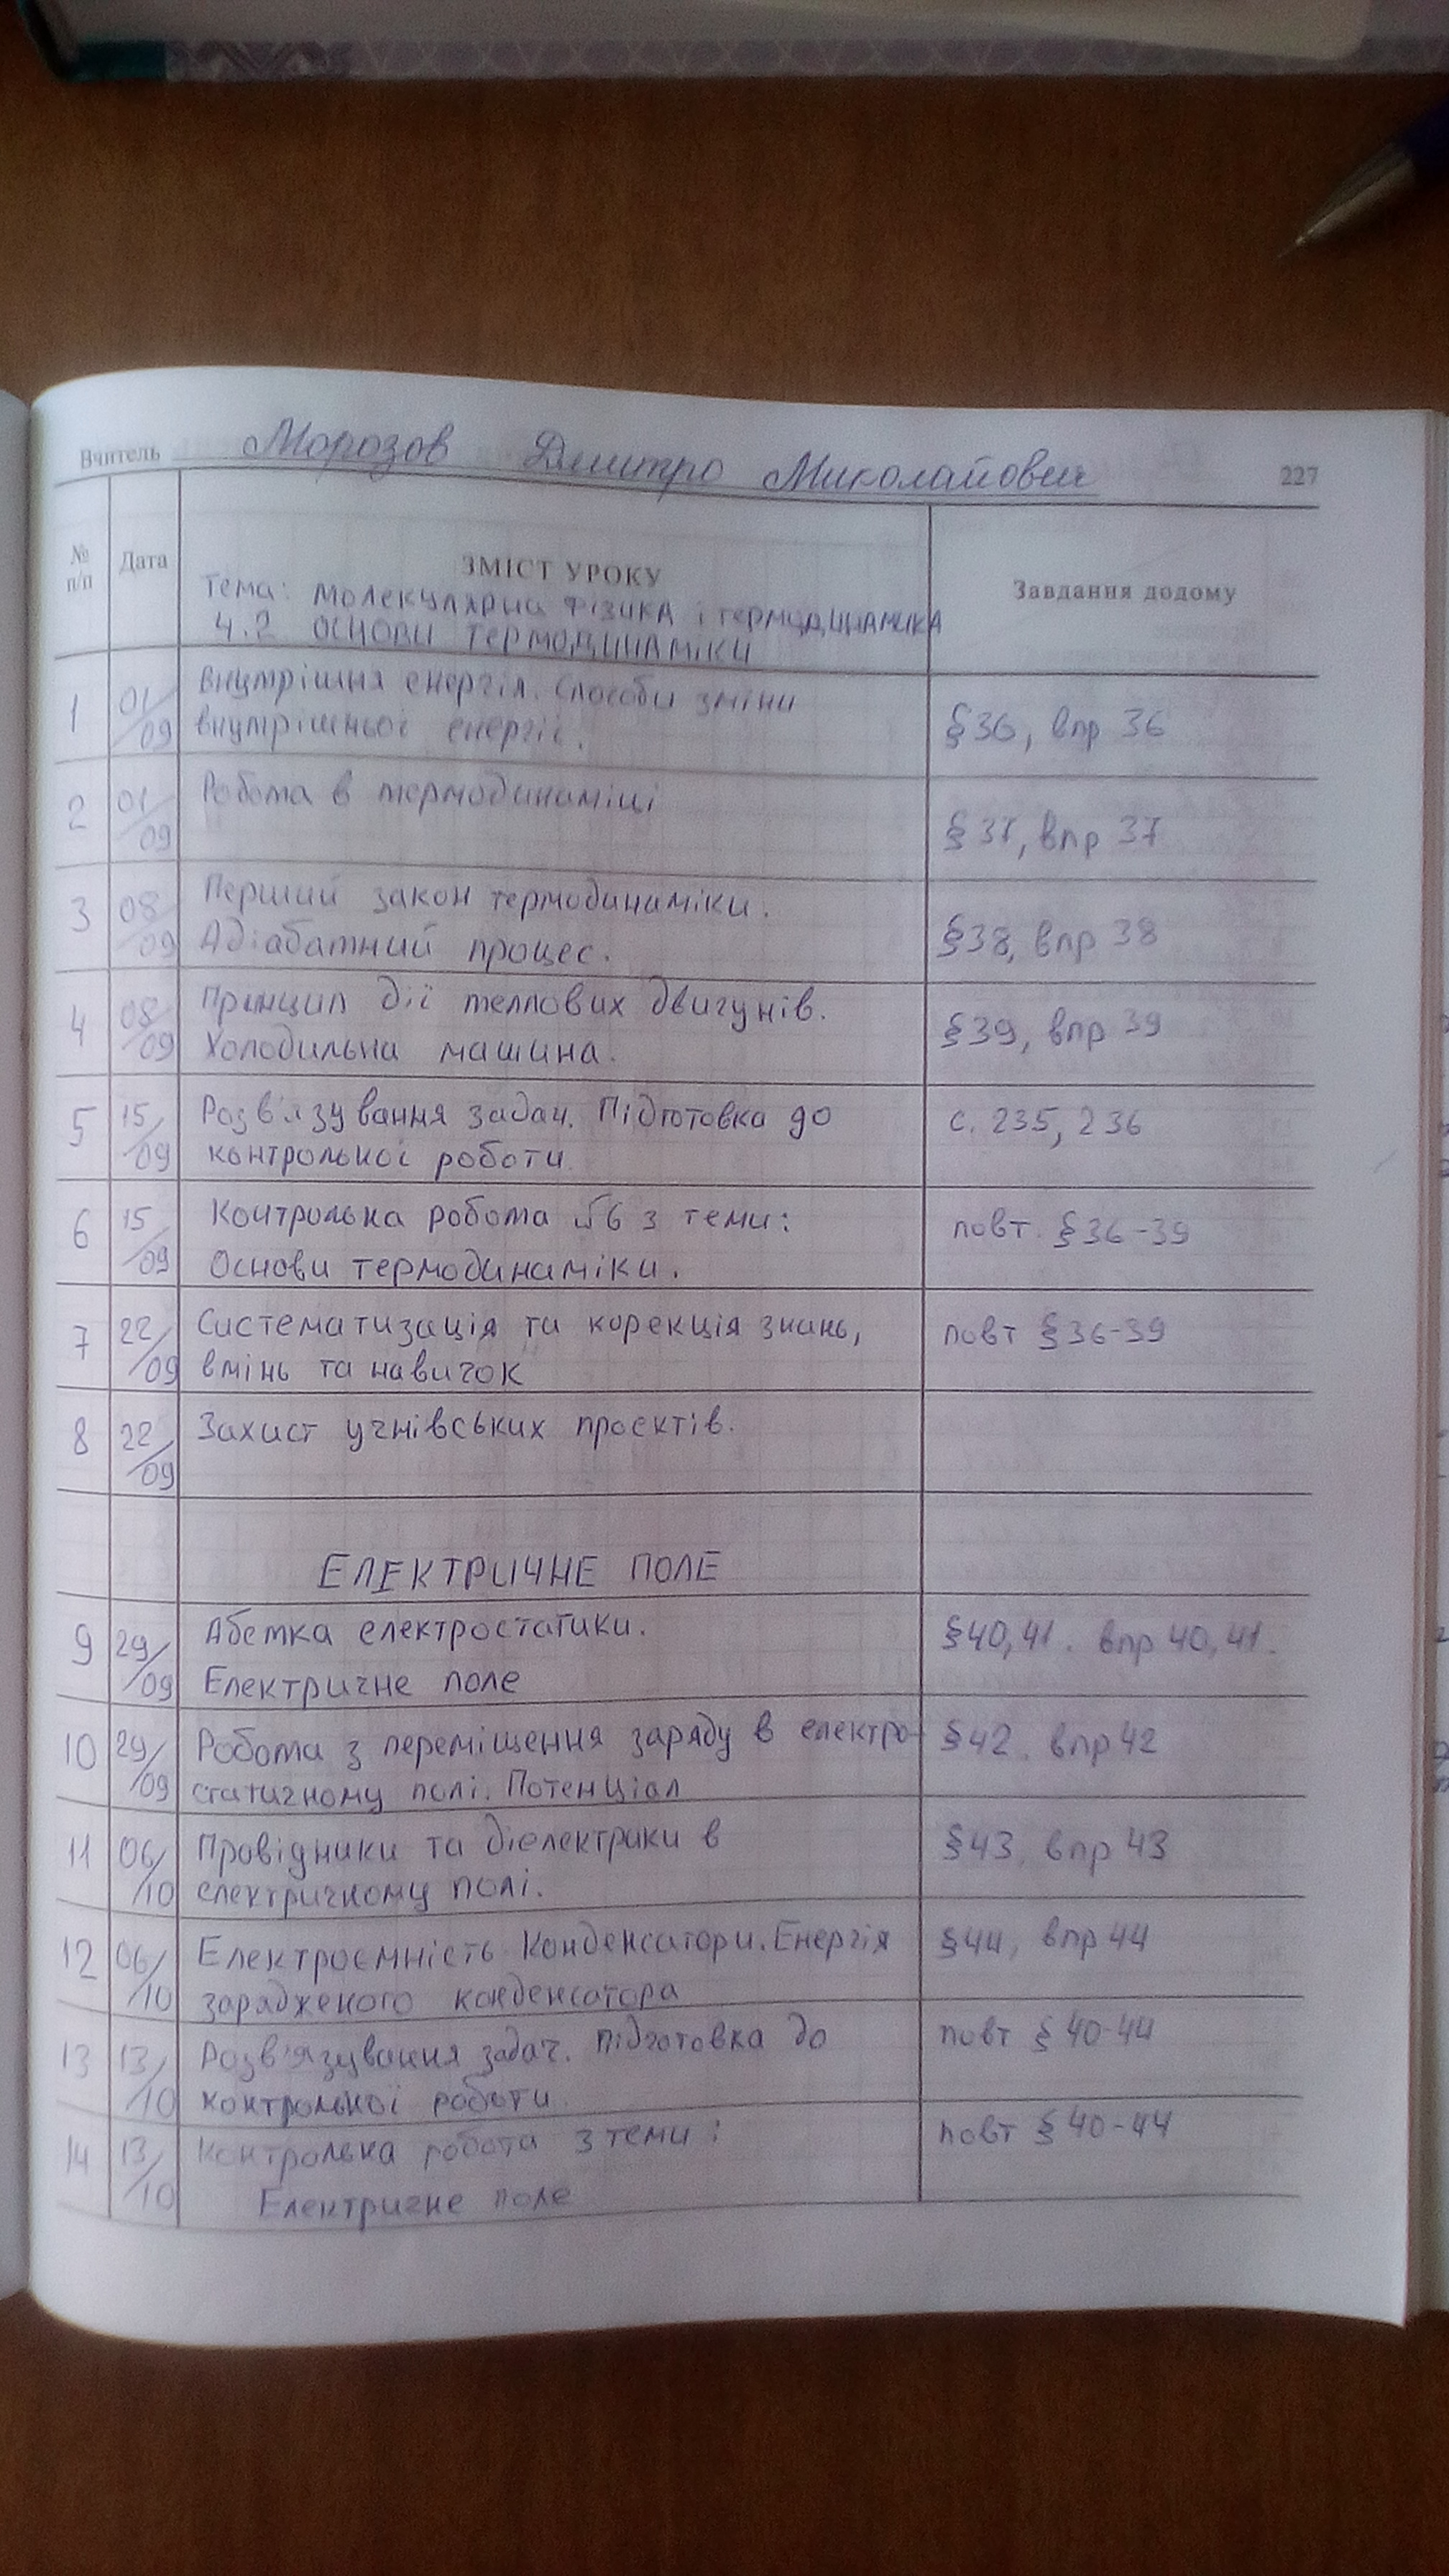 Вчитель Морозов Дмитро Миколайович 227
№ п/п Дата ЗМІСТ УРОКУ Завдання додому
Тема: Молекулярна фізика і термодинаміка
4.2 Основи термодинаміки
1 01/09 Внутрішня енергія. Способи зміни
внутрішньої енергії. §36, впр 36
2 01/09 Робота в термодинаміці §37, впр 37
3 08/09 Перший закон термодинаміки.
Адіабатний процес. §38, впр 38
4 08/09 Принцип дії теплових двигунів.
Холодильна машина. §39, впр 39
5 15/09 Розв'язування задач. Підготовка до с. 235, 236
контрольної роботи
6 15/09 Контрольна робота №6 з теми: повт. §36-39
Основи термодинаміки.
7 22/09 Систематизація та корекція знань, повт §36-39
вмінь та навичок
8 22/09 Захист учнівських проєктів.
ЕЛЕКТРИЧНЕ ПОЛЕ
9 29/09 Абетка електростатики. §40,41. впр 40,41.
Електричне поле
10 29/09 Робота з переміщення заряду в електро- §42. впр 42
статичному полі. Потенціал
11 06/10 Провідники та діелектрики в §43, впр 43
електричному полі.
12 06/10 Електроємність. Конденсатори. Енергія §44, впр 44
зарядженого конденсатора
13 13/10 Розв'язування задач. Підготовка до повт § 40-44
контрольної роботи.
14 13/10 Контрольна робота з теми: повт § 40-44
Електричне поле